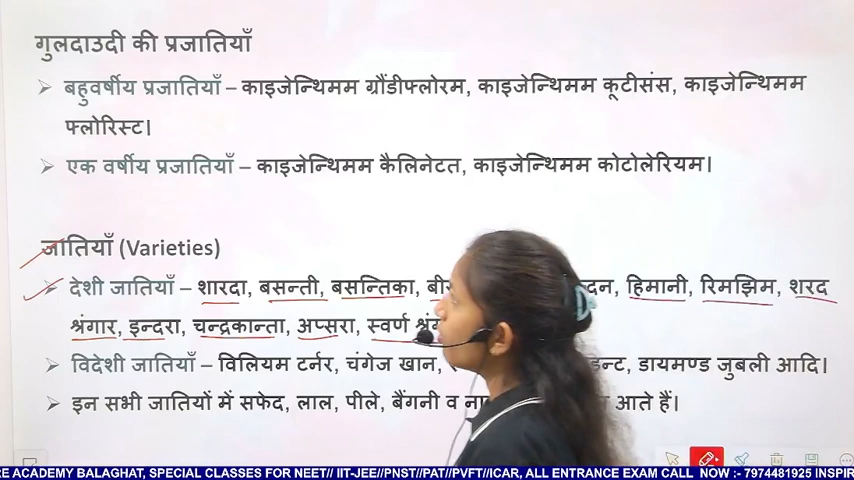 गुलदाउदी की प्रजातियाँ
बहुवर्षीय प्रजातियाँ – काइजेन्थिमम ग्रौंडीफ्लोरम, काइजेन्थिमम कूटीसंस, काइजेन्थिमम
फ्लोरिस्ट।
एक वर्षीय प्रजातियाँ – काइजेन्थिमम कैलिनेटत, काइजेन्थिमम कोटोलेरियम।
जातियाँ (Varieties)
देशी जातियाँ – शारदा, बसन्ती, बसन्तिका, हिमानी, रिमझिम, शरद
श्रंगार, इन्दरा, चन्द्रकान्ता, अप्सरा, स्वर्ण
विदेशी जातियाँ – विलियम टर्नर, चंगेज खान, डायमण्ड जुबली आदि।
इन सभी जातियों में सफेद, लाल, पीले, बैंगनी व आते हैं।
ACADEMY BALAGHAT, SPECIAL CLASSES FOR NEET// IIT-JEE//PNST//PAT//PVFT//ICAR, ALL ENTRANCE EXAM CALL NOW :- 7974481925